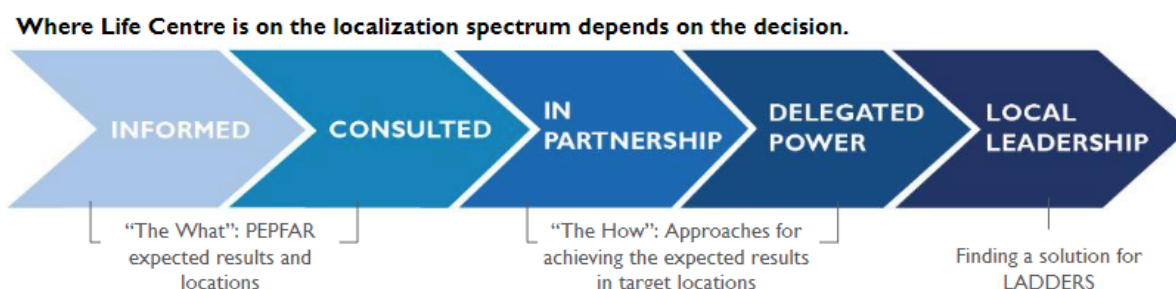 Where Life Centre is on the localization spectrum depends on the decision.
INFORMED
CONSULTED
IN
PARTNERSHIP
DELEGATED
POWER
LOCAL
LEADERSHIP
“The What”: PEPFAR
expected results and
locations
“The How”: Approaches for
achieving the expected results
in target locations
Finding a solution for
LADDERS